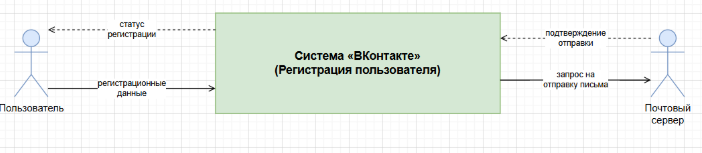 статус
регистрации
регистрационные
данные
Пользователь
Система «ВКонтакте»
(Регистрация пользователя)
подтверждение
отправки
запрос на
отправку письма
Почтовый
сервер